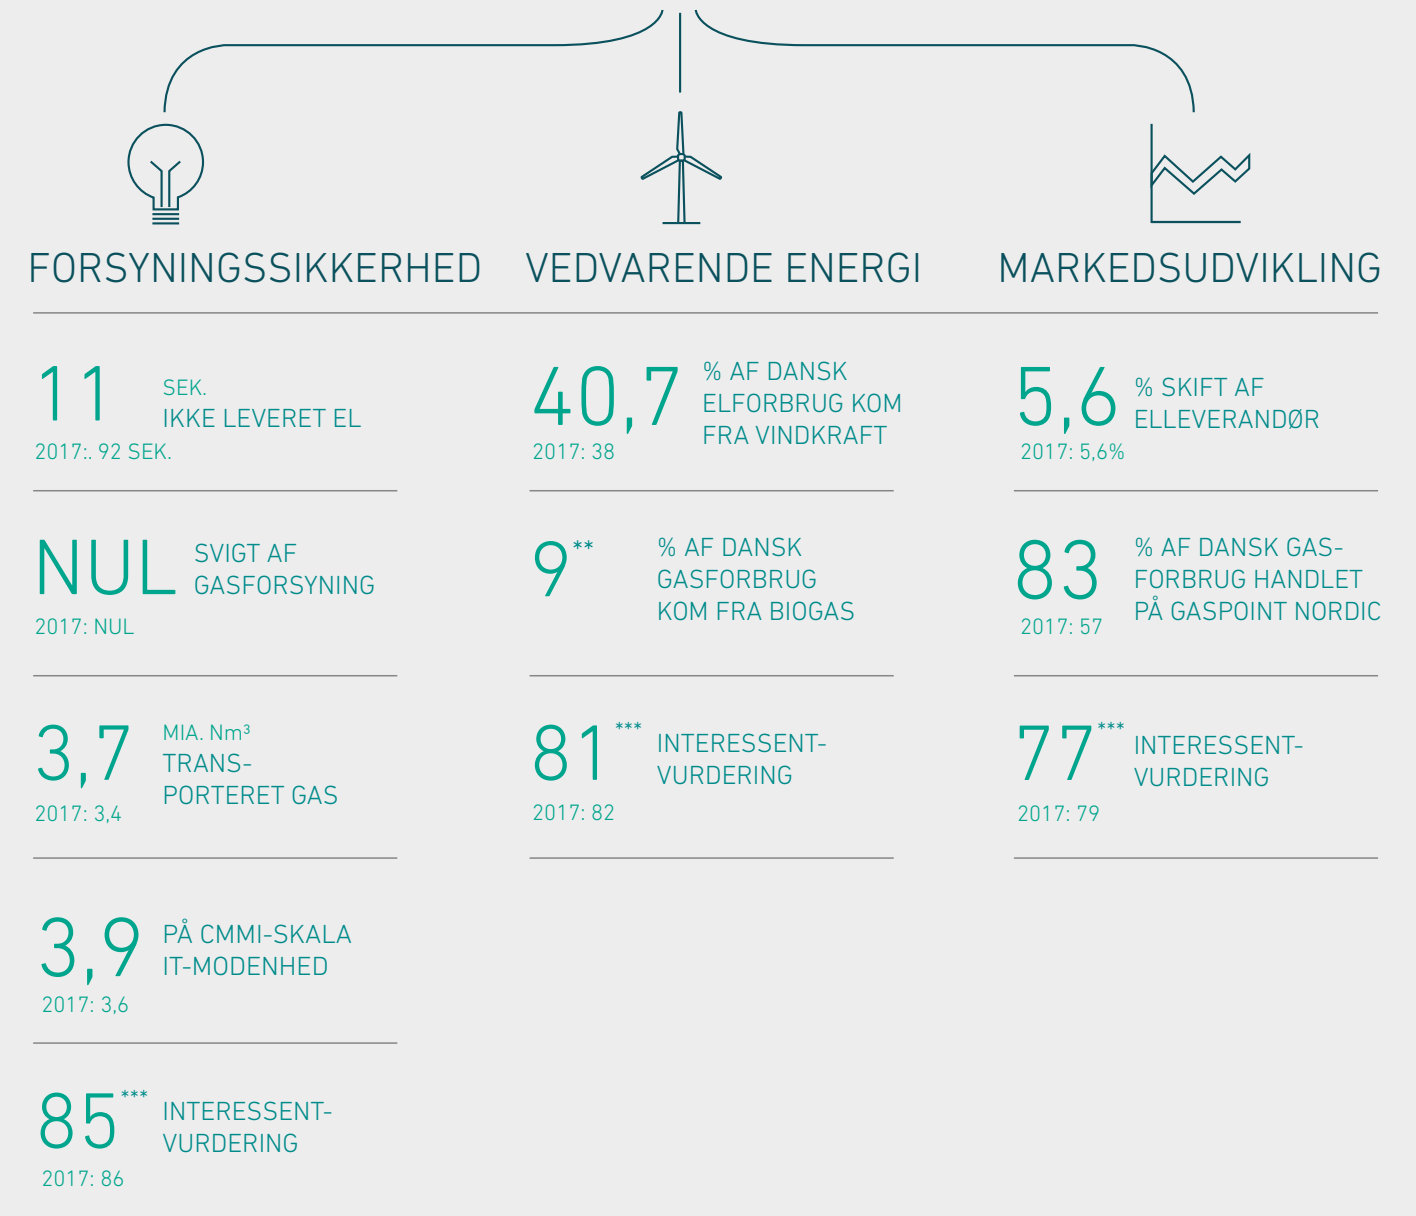 FORSYNINGSSIKKERHED
11
SEK.
IKKE LEVERET EL
2017:. 92 SEK.
NUL
SVIGT AF
GASFORSYNING
2017: NUL
3,7
MIA. Nm³
TRANS-
PORTERET GAS
2017: 3,4
3,9
PÅ CMMI-SKALA
IT-MODENHED
2017: 3,6
85***
INTERESSENT-
VURDERING
2017: 86
VEDVARENDE ENERGI
40,7
% AF DANSK
ELFORBRUG KOM
FRA VINDKRAFT
2017: 38
9**
% AF DANSK
GASFORBRUG
KOM FRA BIOGAS
81***
INTERESSENT-
VURDERING
2017: 82
MARKEDSUDVIKLING
5,6
% SKIFT AF
ELLEVERANDØR
2017: 5,6%
83
% AF DANSK GAS-
FORBRUG HANDLET
PÅ GASPOINT NORDIC
2017: 57
77***
INTERESSENT-
VURDERING
2017: 79